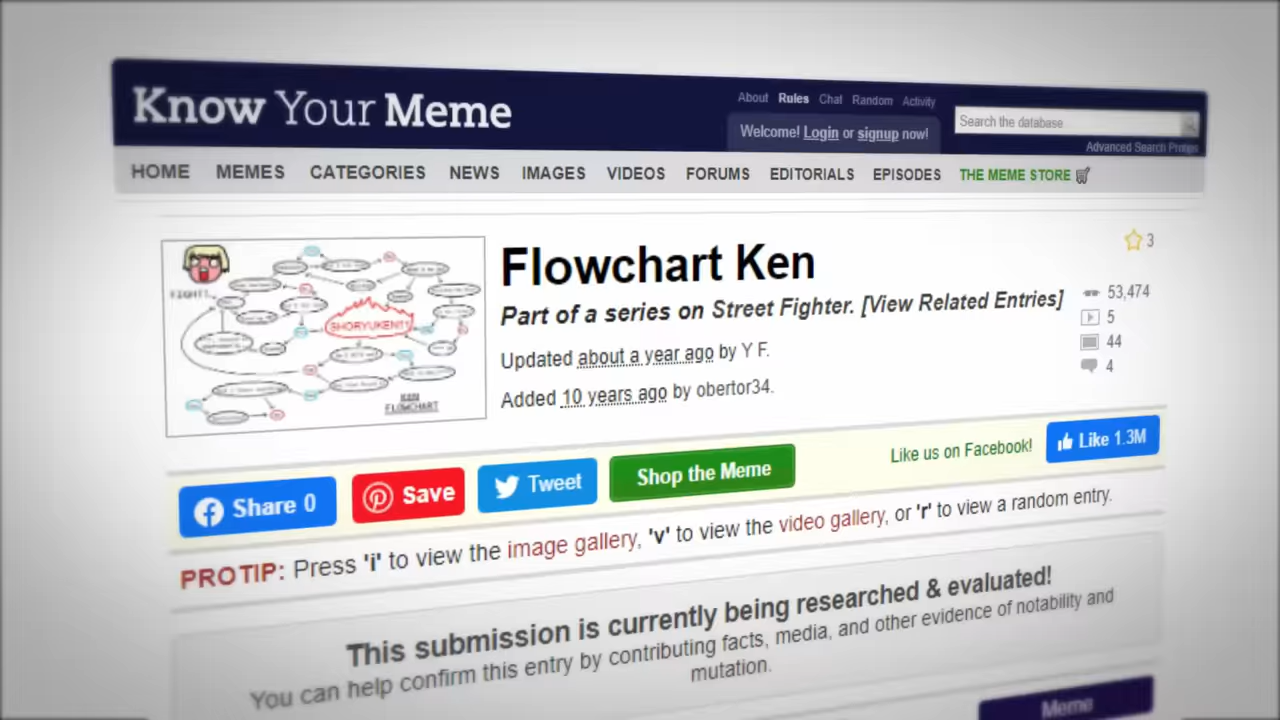 Know Your Meme
About Rules Chat Random Activity
Welcome! Login or signup now!
Search the database
Advanced Search Protips
HOME MEMES CATEGORIES NEWS IMAGES VIDEOS FORUMS EDITORIALS EPISODES THE MEME STORE
FIGHT!
SHORYUKEN!!
KEN
FLOWCHART
Flowchart Ken
3
Part of a series on Street Fighter. [View Related Entries]
53,474
5
Updated about a year ago by Y F.
44
4
Added 10 years ago by obertor34.
Share 0
Save
Tweet
Shop the Meme
Like us on Facebook!
Like 1.3M
PROTIP: Press 'i' to view the image gallery, 'v' to view the video gallery, or 'r' to view a random entry.
This submission is currently being researched & evaluated!
You can help confirm this entry by contributing facts, media, and other evidence of notability and
mutation.
Meme